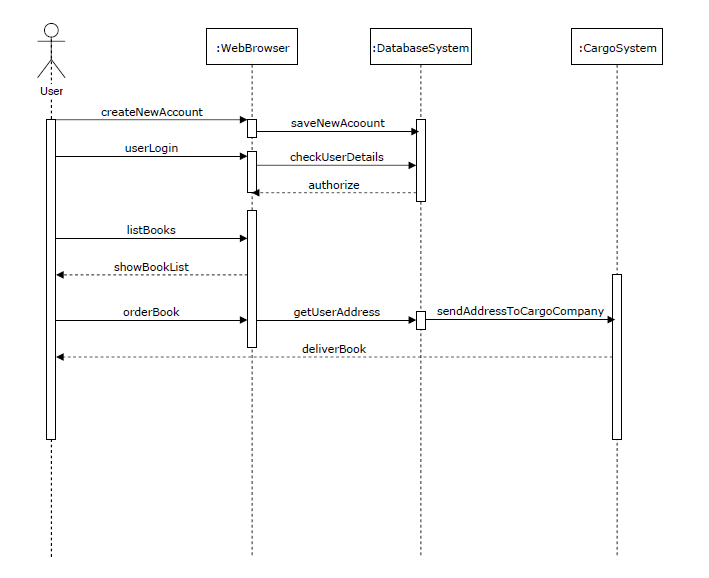 :WebBrowser
:DatabaseSystem
:CargoSystem
User
createNewAccount
saveNewAcoount
userLogin
checkUserDetails
authorize
listBooks
showBookList
orderBook
getUserAddress
sendAddressToCargoCompany
deliverBook